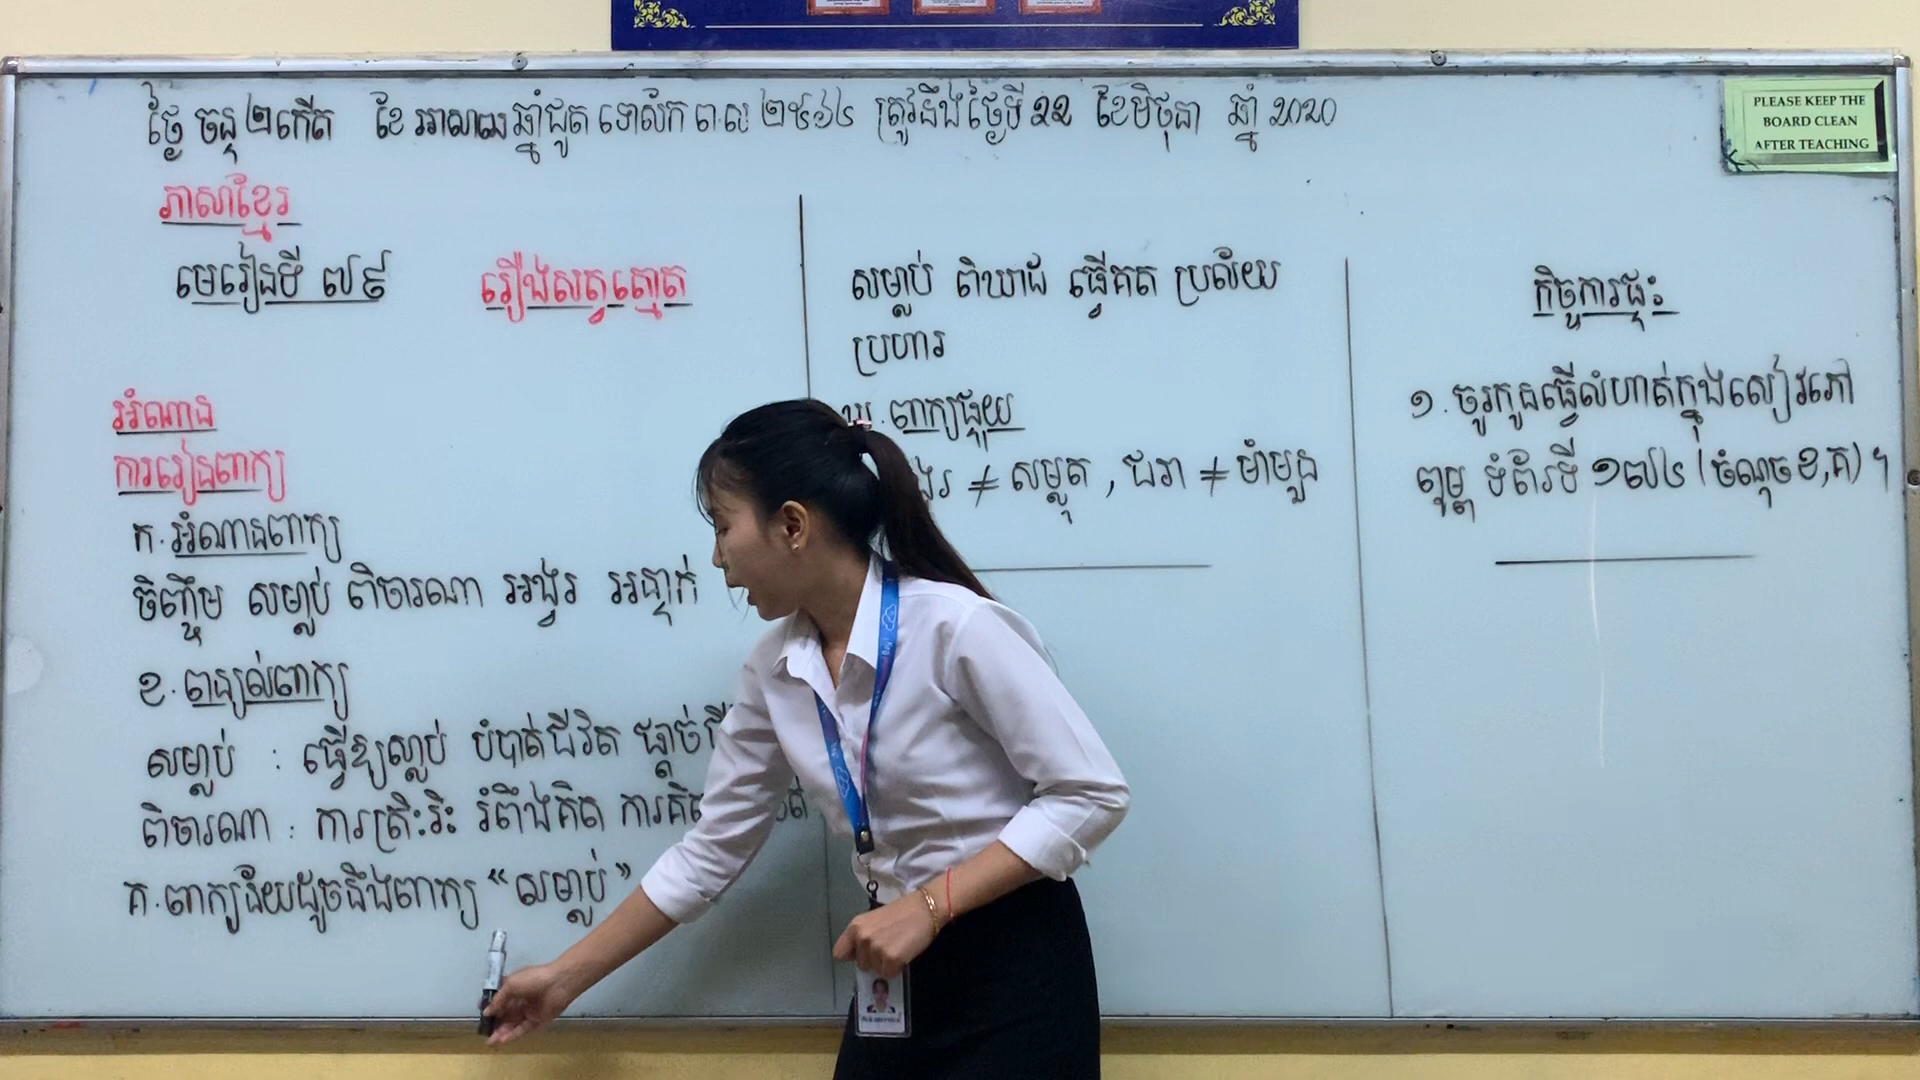 ថ្ងៃ ចន្ទ ២កើត ខែ អាសាឍ ឆ្នាំជូត ទោស័ក ព.ស ២៥៦៤ ត្រូវនឹងថ្ងៃទី 22 ខែមិថុនា ឆ្នាំ 2020
ភាសាខ្មែរ
មេរៀនទី ៧៩ រឿងសត្វត្មោត
អំណាន
ការរៀនពាក្យ
ក. អំណានពាក្យ
ចិញ្ចឹម សម្លាប់ ពិចារណា អង្វរ អន្ទាក់
ខ. ពន្យល់ពាក្យ
សម្លាប់ : ធ្វើឱ្យស្លាប់ បំបាត់ជីវិត ផ្ដាច់
ពិចារណា : ការត្រិះរិះ រំពឹងគិត ការគិត
គ. ពាក្យន័យដូចនឹងពាក្យ “សម្លាប់”
សម្លាប់ ពិឃាដ ធ្វើគត ប្រល័យ
ប្រហារ
ឃ. ពាក្យផ្ទុយ
≠ សម្លុត , ជរា ≠ មាំមួន
កិច្ចការផ្ទះ
១. ចូរកូនធ្វើលំហាត់ក្នុងសៀវភៅ
ពុម្ព ទំព័រទី ១៧៤ (ចំណុច ខ,គ) ។
PLEASE KEEP THE
BOARD CLEAN
AFTER TEACHING